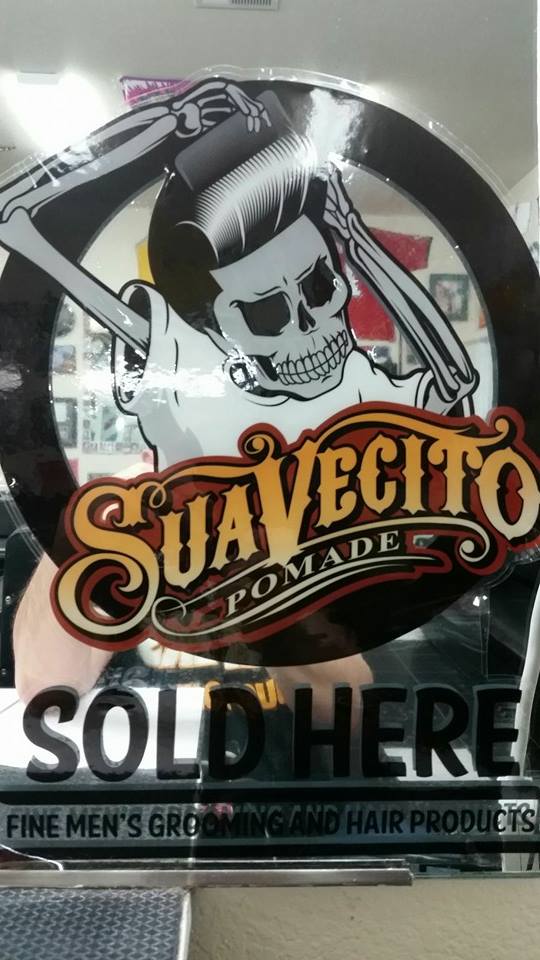 SUAVECITO
POMADE
SOLD HERE
FINE MEN'S GROOMING AND HAIR PRODUCTS